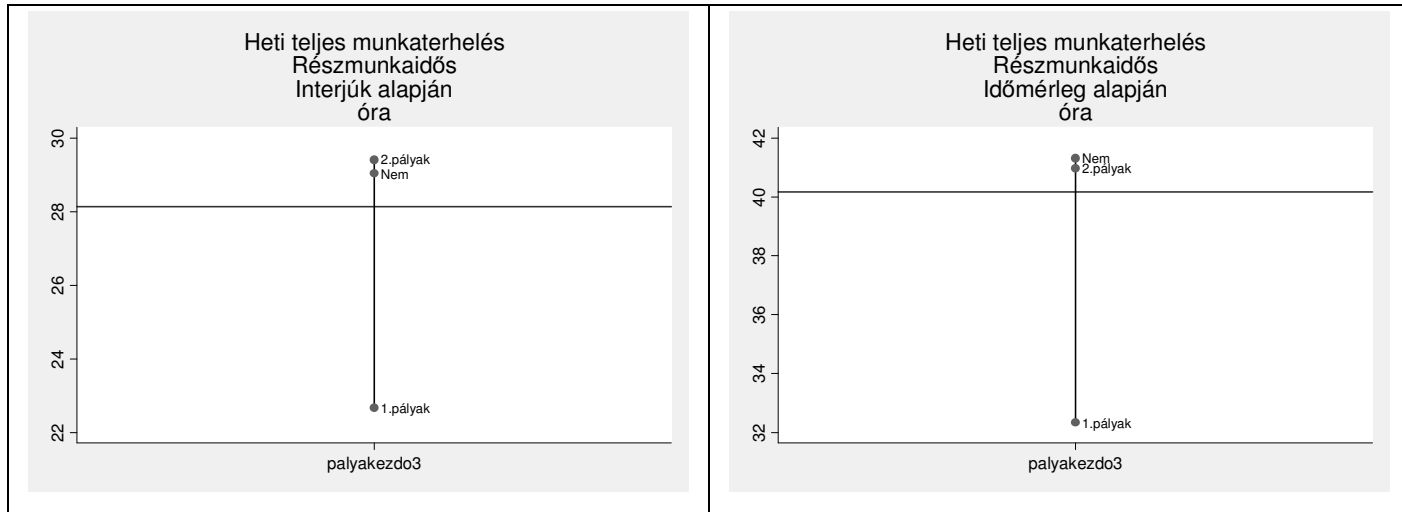 Heti teljes munkaterhelés
Részmunkaidős
Interjúk alapján
óra
30
28
26
24
22
2.pályak
Nem
1.pályak
palyakezdo3
Heti teljes munkaterhelés
Részmunkaidős
Időmérleg alapján
óra
42
40
38
36
34
32
Nem
2.pályak
1.pályak
palyakezdo3